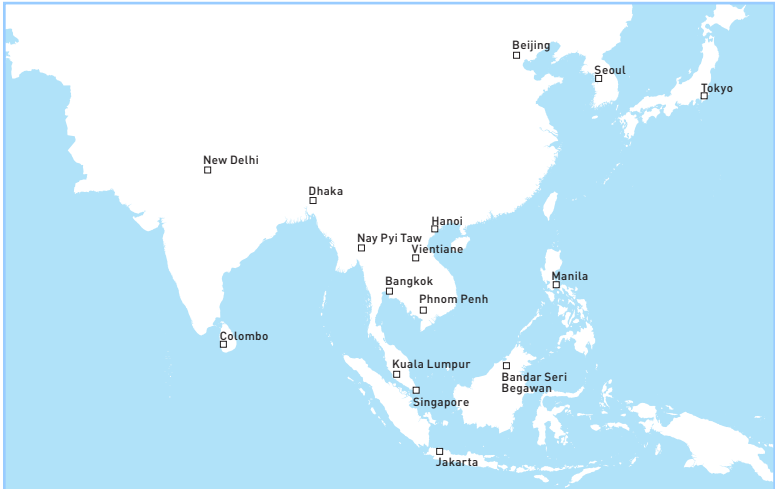 Beijing
Seoul
Tokyo
New Delhi
Dhaka
Hanoi
Nay Pyi Taw
Vientiane
Bangkok
Manila
Phnom Penh
Colombo
Kuala Lumpur
Bandar Seri
Begawan
Singapore
Jakarta